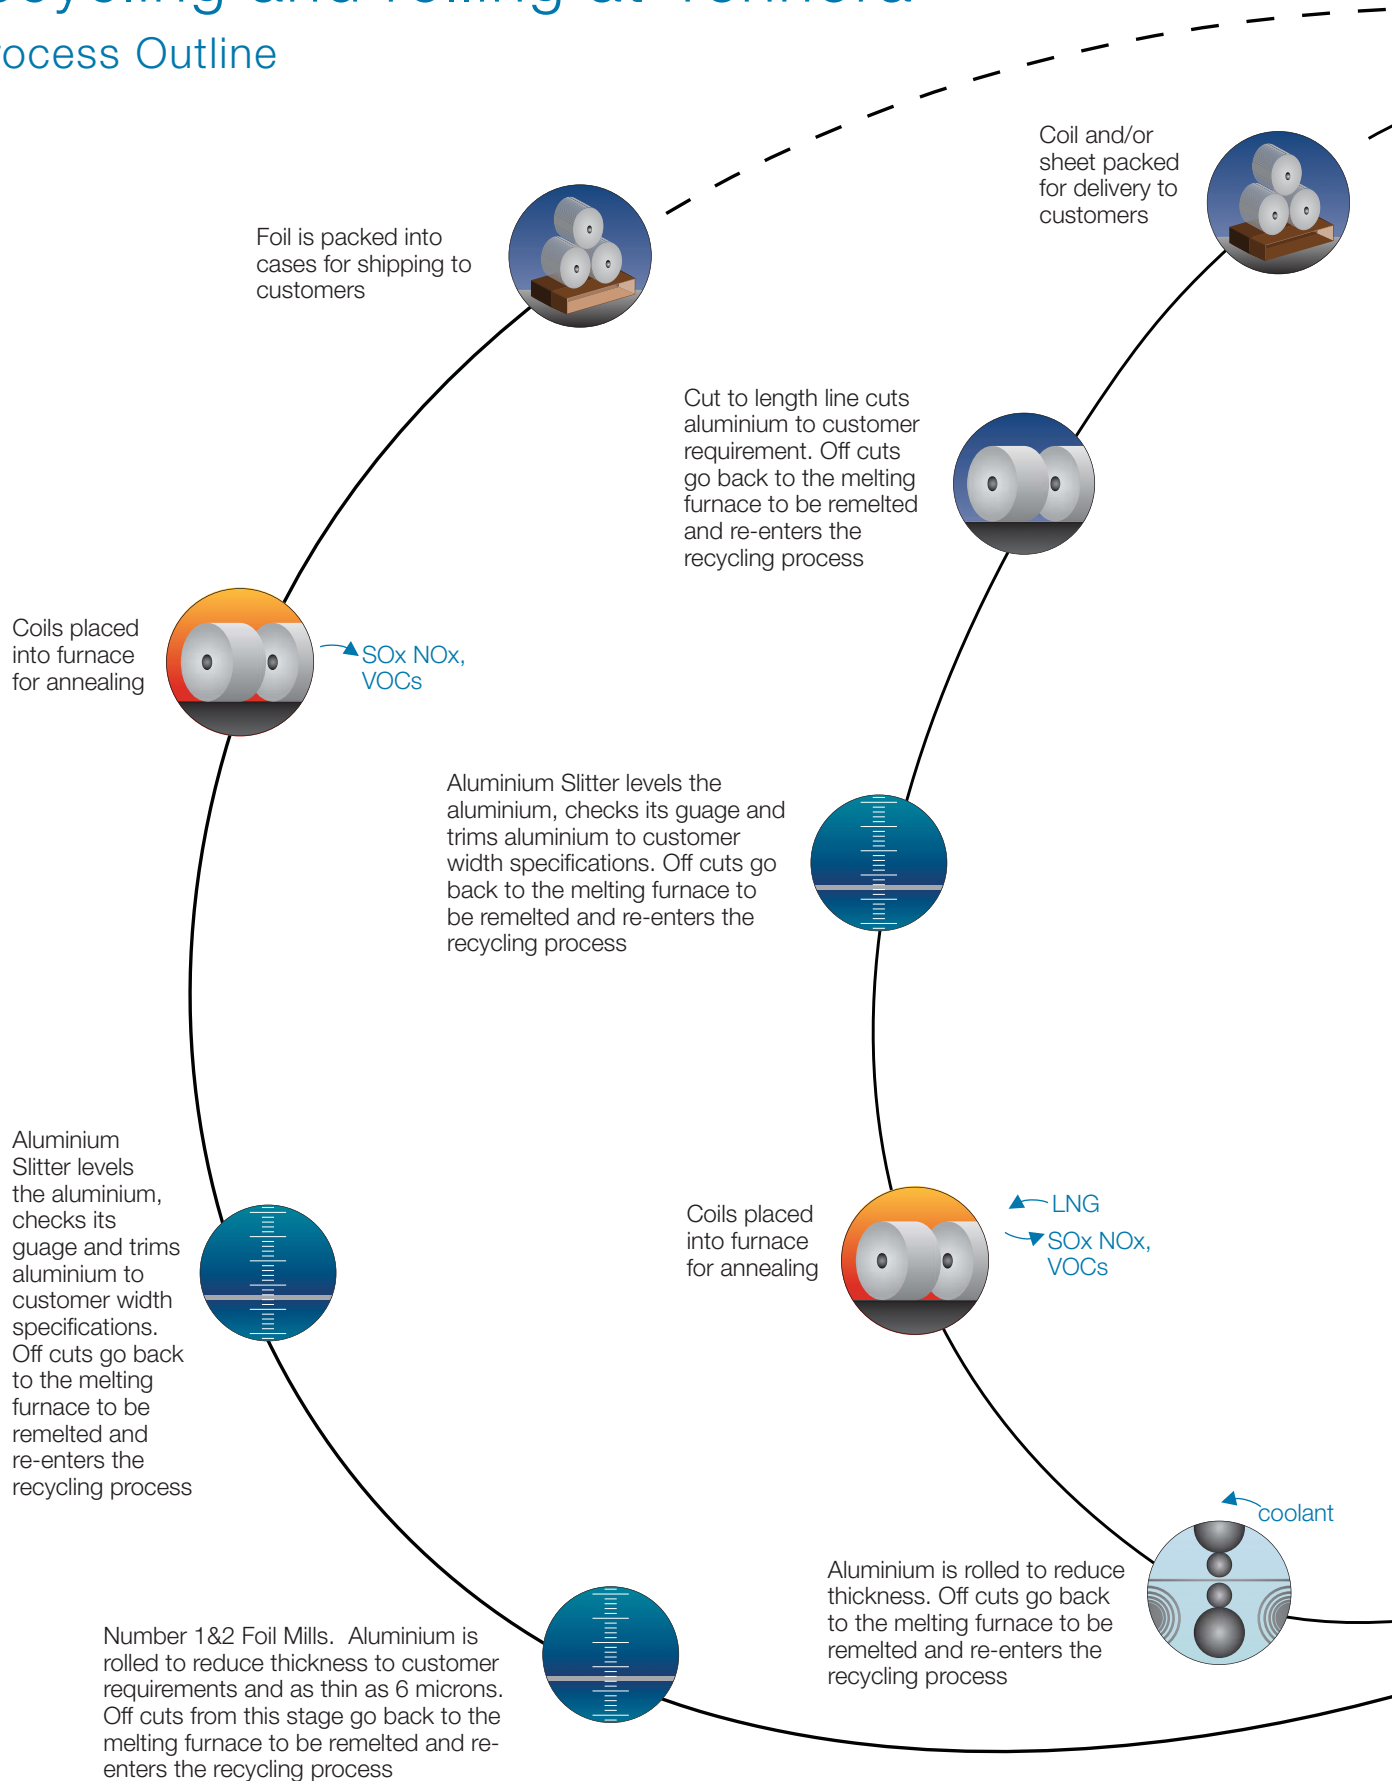 and rolling at Yennora
Process Outline
Coil and/or
sheet packed
for delivery to
customers
Foil is packed into
cases for shipping to
customers
Cut to length line cuts
aluminium to customer
requirement. Off cuts
go back to the melting
furnace to be remelted
and re-enters the
recycling process
Coils placed
into furnace
for annealing
SOx NOx,
VOCs
Aluminium Slitter levels the
aluminium, checks its guage and
trims aluminium to customer
width specifications. Off cuts go
back to the melting furnace to
be remelted and re-enters the
recycling process
Aluminium
Slitter levels
the aluminium,
checks its
guage and trims
aluminium to
customer width
specifications.
Off cuts go back
to the melting
furnace to be
remelted and
re-enters the
recycling process
Coils placed
into furnace
for annealing
LNG
SOx NOx,
VOCs
coolant
Aluminium is rolled to reduce
thickness. Off cuts go back
to the melting furnace to be
remelted and re-enters the
recycling process
Number 1&2 Foil Mills.  Aluminium is
rolled to reduce thickness to customer
requirements and as thin as 6 microns.
Off cuts from this stage go back to the
melting furnace to be remelted and re-
enters the recycling process